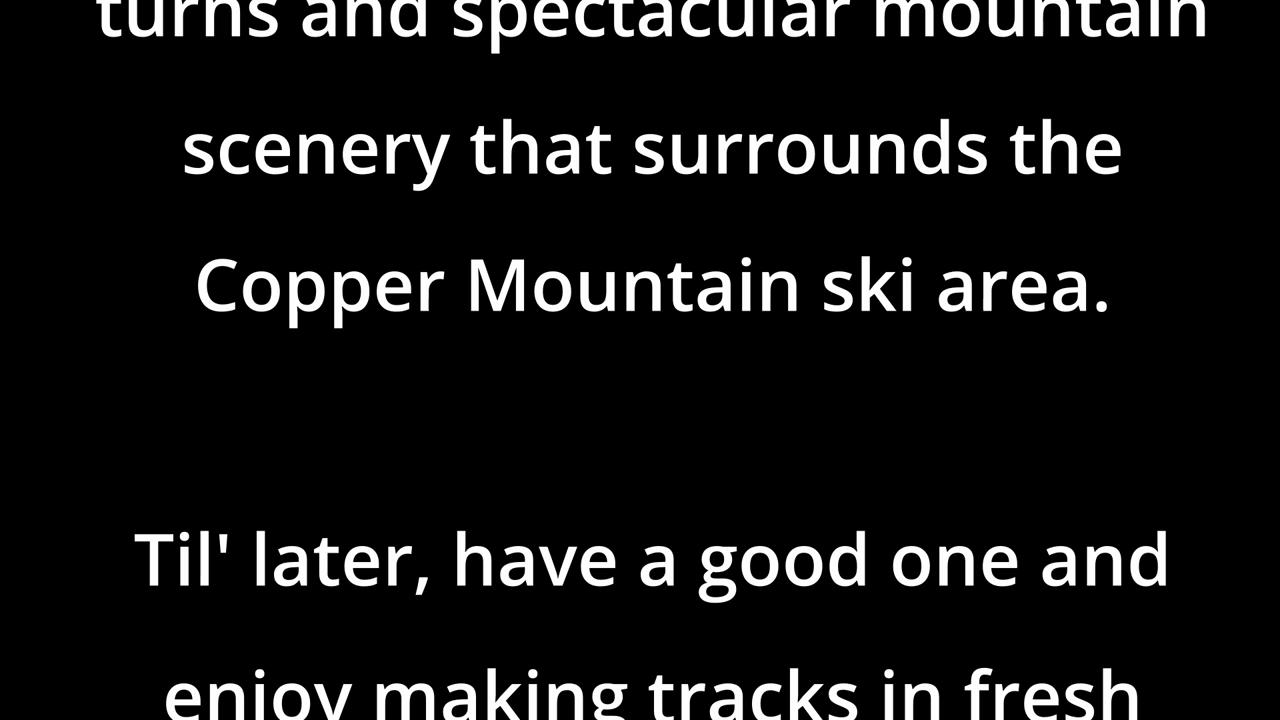 turns and spectacular mountain
scenery that surrounds the
Copper Mountain ski area.
Til' later, have a good one and
enjoy making tracks in fresh